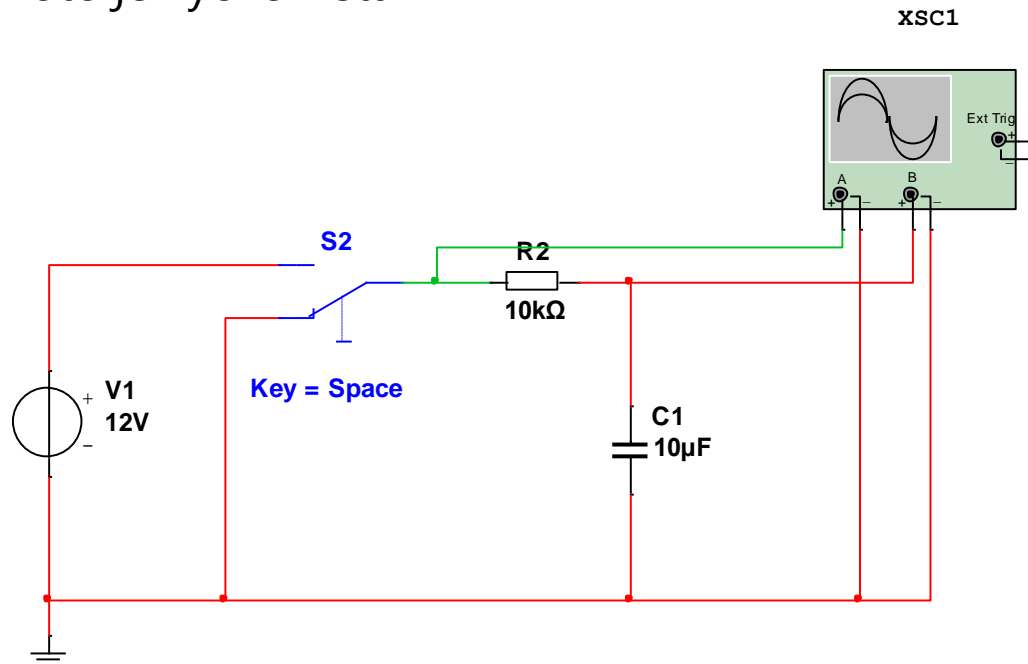 XSC1
Ext Trig
+
_
A
B
+
_
+
_
S2
R2
10kΩ
Key = Space
V1
12V
+
−
C1
10µF